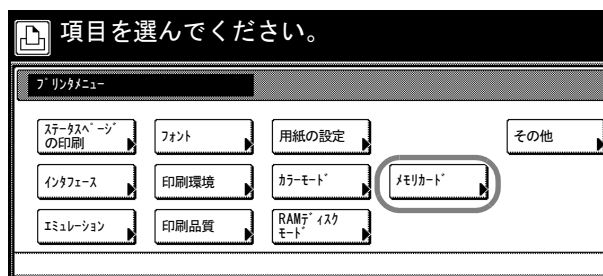 項目を選んでください。
ﾌﾟﾘﾝﾀﾒﾆｭｰ
ｽﾃｰﾀｽﾍﾟｰｼﾞ
の印刷
ﾌｫﾝﾄ
用紙の設定
その他
ｲﾝﾀﾌｪｰｽ
印刷環境
ｶﾗｰﾓｰﾄﾞ
ﾒﾓﾘｶｰﾄﾞ
ｴﾐｭﾚｰｼｮﾝ
印刷品質
RAMﾃﾞｨｽｸ
ﾓｰﾄﾞ